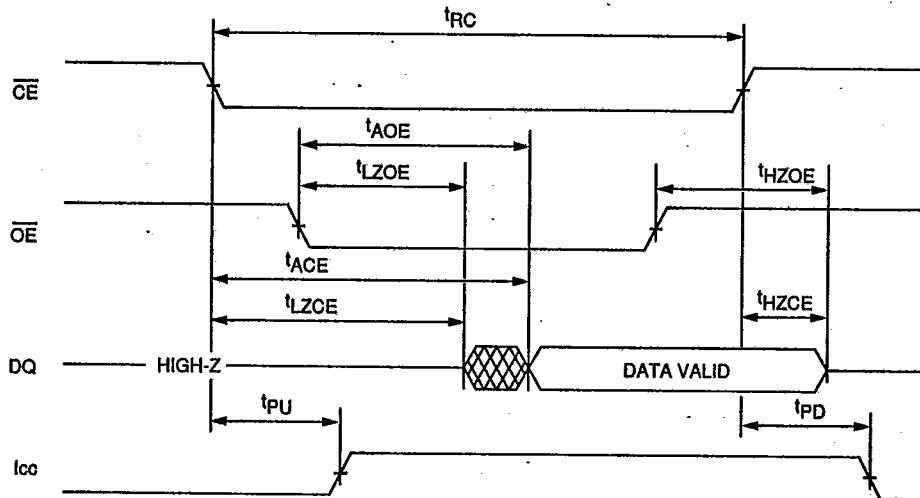 tRC
CE
tAOE
tLZOE
tHZOE
OE
tACE
tLZCE
tHZCE
DQ
HIGH-Z
DATA VALID
tPU
tPD
Icc